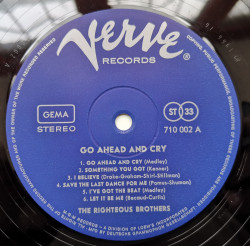 Verve®
RECORDS
GEMA
STEREO
ST 33
710 002 A
GO AHEAD AND CRY
1. GO AHEAD AND CRY (Medley)
2. SOMETHING YOU GOT (Kenner)
3. I BELIEVE (Drake-Graham-Shirl-Stillman)
4. SAVE THE LAST DANCE FOR ME (Pomus-Shuman)
5. I'VE GOT THE BEAT (Medley)
6. LET IT BE ME (Becaud-Curtis)
THE RIGHTEOUS BROTHERS